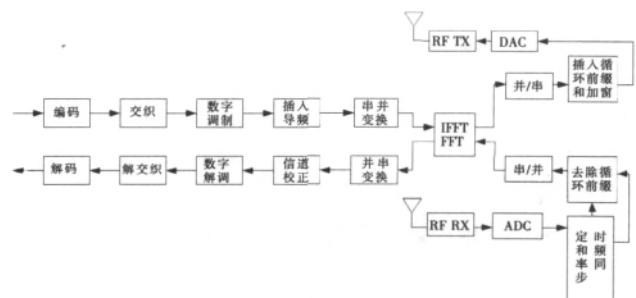 RF TX
DAC
编码
交织
数字
调制
插入
导频
串并
变换
IFFT
FFT
并/串
插入循
环前缀
和加窗
解码
解交织
数字
解调
信道
校正
并串
变换
串/并
去除循
环前缀
RF RX
ADC
定时
和频
率同
步